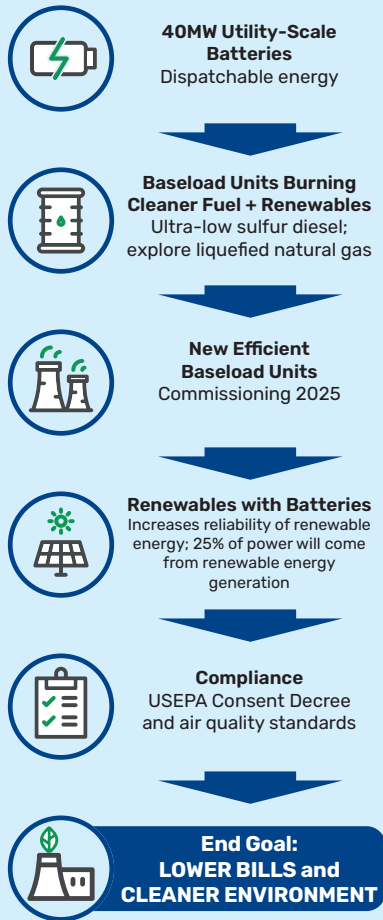 40MW Utility-Scale
Batteries
Dispatchable energy
Baseload Units Burning
Cleaner Fuel + Renewables
Ultra-low sulfur diesel;
explore liquefied natural gas
New Efficient
Baseload Units
Commissioning 2025
Renewables with Batteries
Increases reliability of renewable
energy; 25% of power will come
from renewable energy
generation
Compliance
USEPA Consent Decree
and air quality standards
End Goal:
LOWER BILLS and
CLEANER ENVIRONMENT